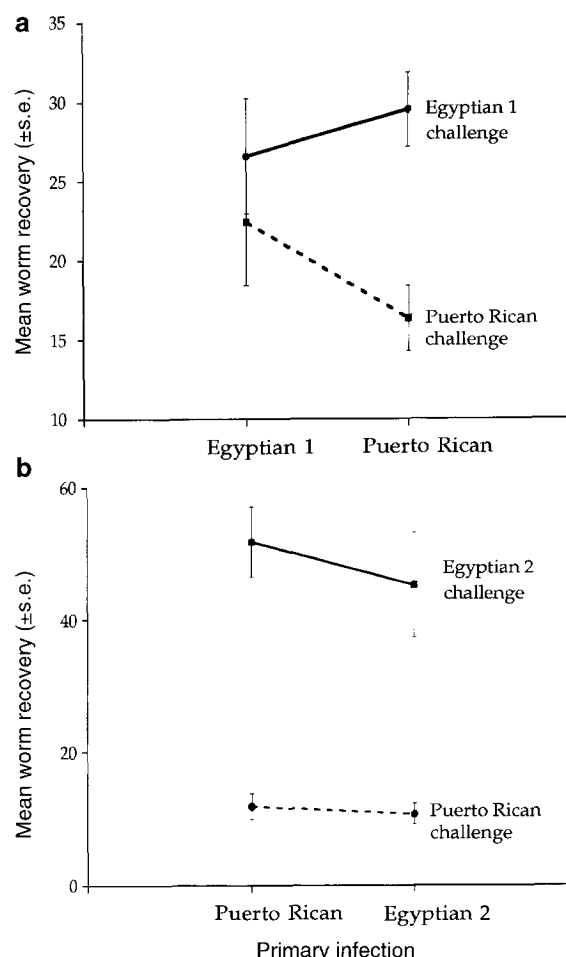 a
35
30
25
20
15
10
Mean worm recovery (±s.e.)
Egyptian 1
challenge
Puerto Rican
challenge
Egyptian 1 Puerto Rican
b
60
40
20
0
Mean worm recovery (±s.e.)
Egyptian 2
challenge
Puerto Rican
challenge
Puerto Rican Egyptian 2
Primary infection